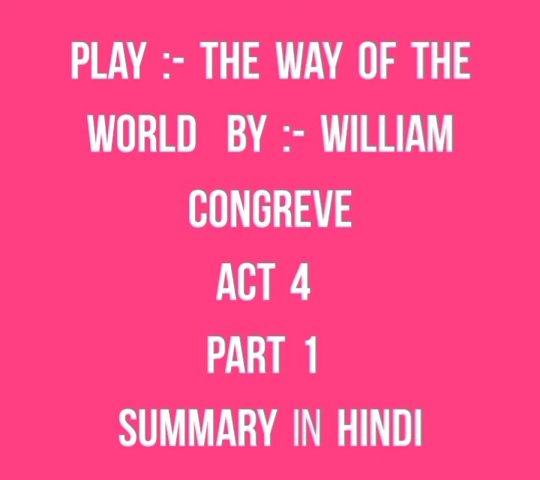 PLAY :- THE WAY OF THE
WORLD BY :- WILLIAM
CONGREVE
ACT 4
PART 1
SUMMARY IN HINDI